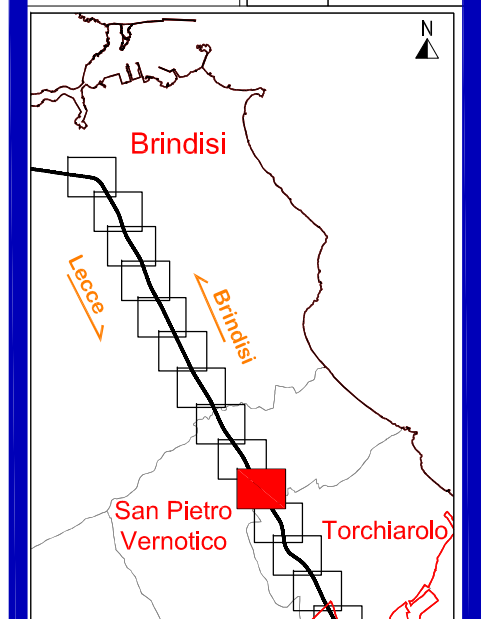 N
Brindisi
Lecce
Brindisi
San Pietro
Vernotico
Torchiarolo